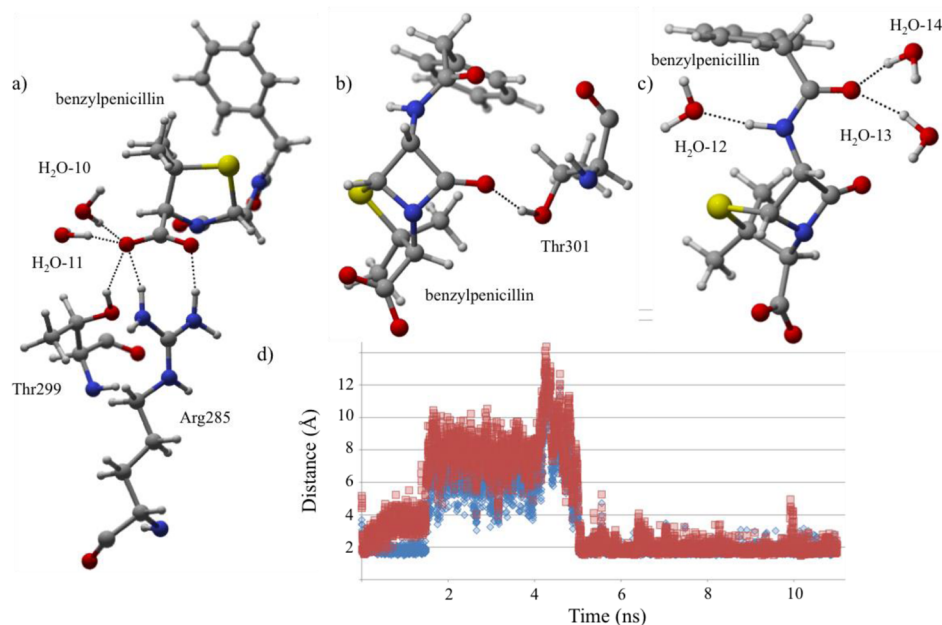 a)
benzylpenicillin
H₂O-10
H₂O-11
Thr299
Arg285
b)
Thr301
benzylpenicillin
c)
benzylpenicillin
H₂O-14
H₂O-12
H₂O-13
d)
Distance (Å)
12
10
8
6
4
2
2
4
6
8
10
Time (ns)